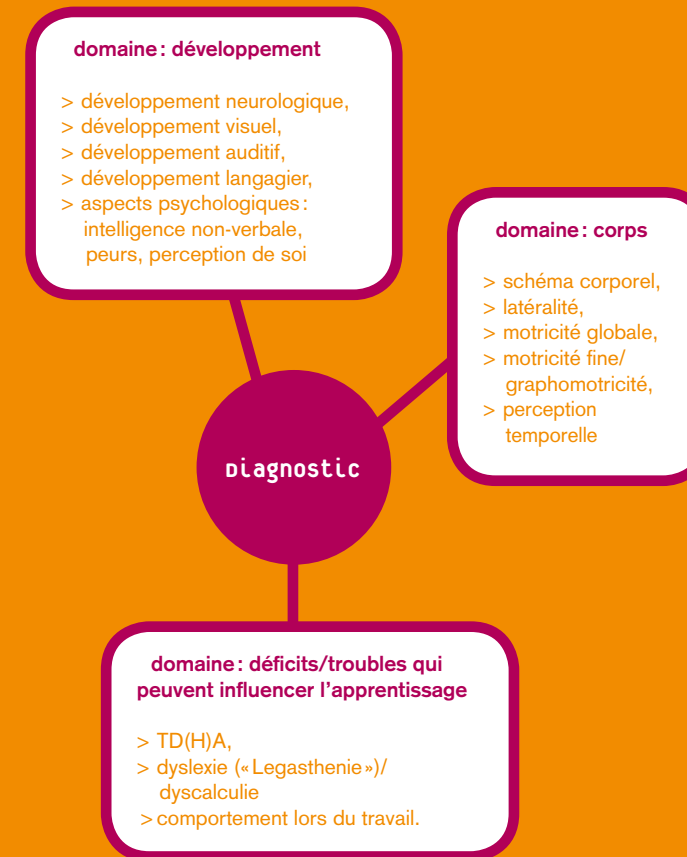 domaine : développement
> développement neurologique,
> développement visuel,
> développement auditif,
> développement langagier,
> aspects psychologiques :
intelligence non-verbale,
peurs, perception de soi
domaine : corps
> schéma corporel,
> latéralité,
> motricité globale,
> motricité fine/
graphomotricité,
> perception
temporelle
Diagnostic
domaine : déficits/troubles qui
peuvent influencer l’apprentissage
> TD(H)A,
> dyslexie (« Legasthenie »)/
dyscalculie
> comportement lors du travail.